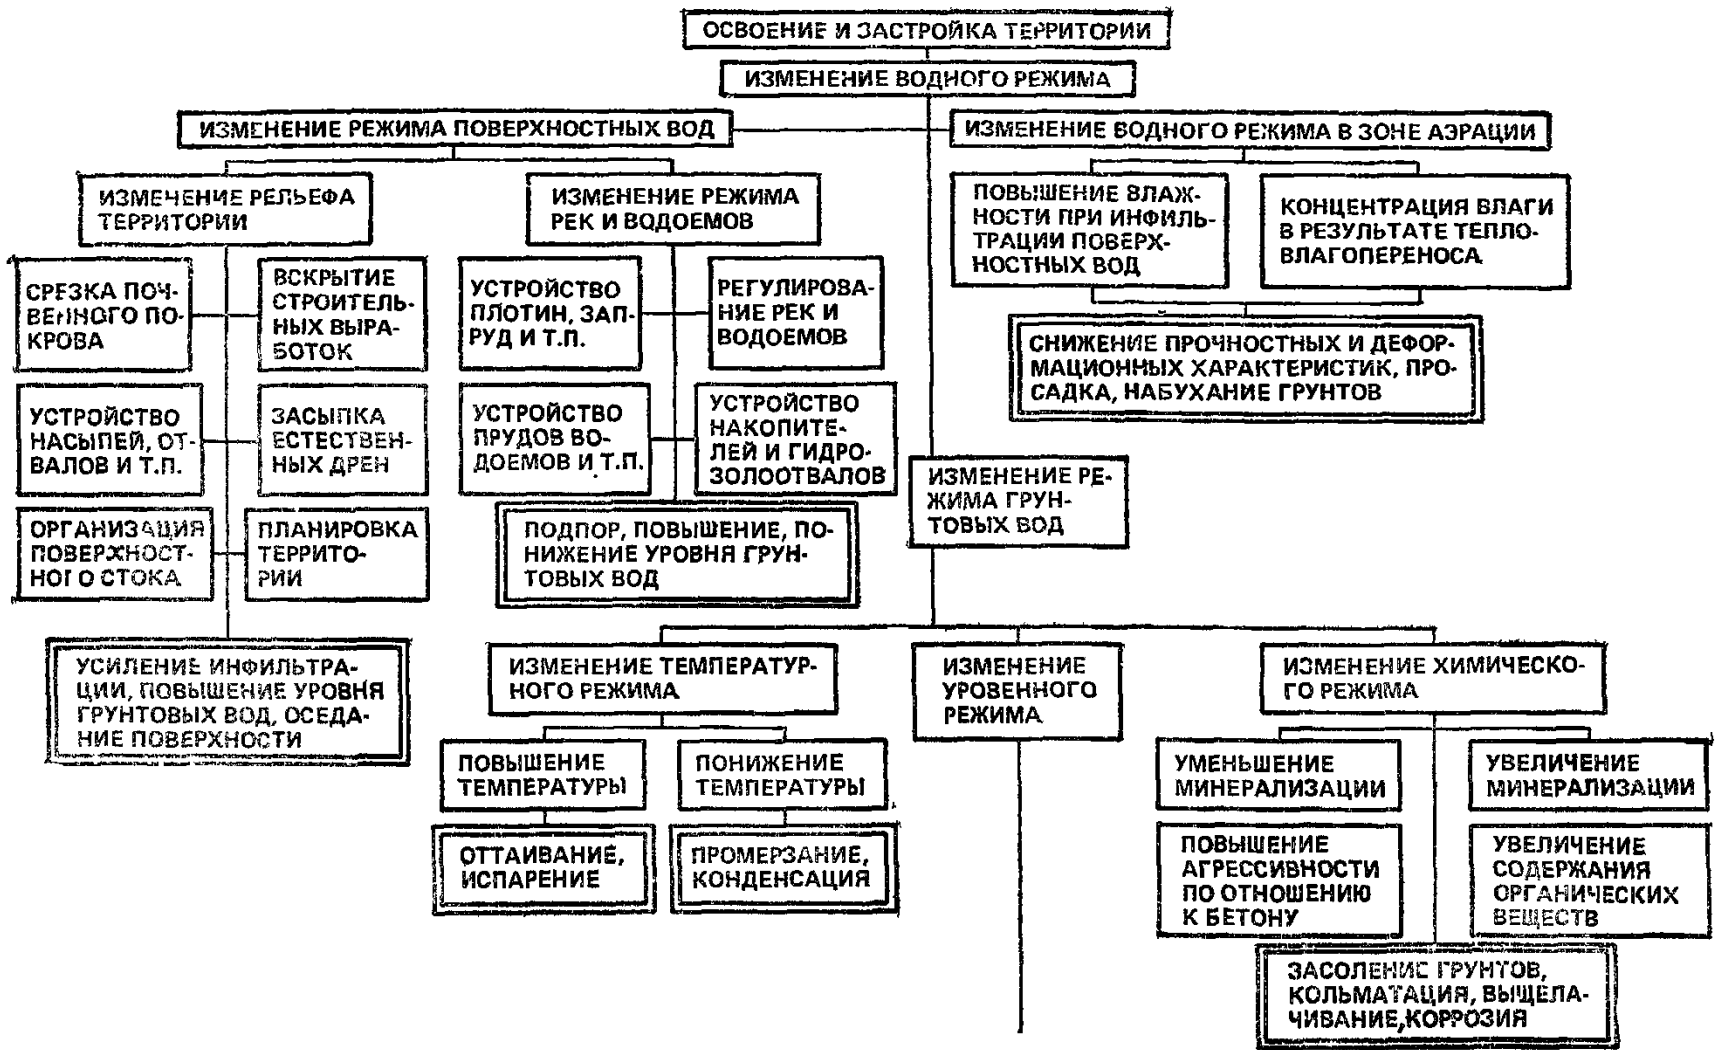 ОСВОЕНИЕ И ЗАСТРОЙКА ТЕРРИТОРИИ
ИЗМЕНЕНИЕ ВОДНОГО РЕЖИМА
ИЗМЕНЕНИЕ РЕЖИМА ПОВЕРХНОСТНЫХ ВОД
ИЗМЕНЕНИЕ ВОДНОГО РЕЖИМА В ЗОНЕ АЭРАЦИИ
ИЗМЕНЕНИЕ РЕЛЬЕФА
ТЕРРИТОРИИ
ИЗМЕНЕНИЕ РЕЖИМА
РЕК И ВОДОЕМОВ
ПОВЫШЕНИЕ ВЛАЖ-
НОСТИ ПРИ ИНФИЛЬ-
ТРАЦИИ ПОВЕРХ-
НОСТНЫХ ВОД
КОНЦЕНТРАЦИЯ ВЛАГИ
В РЕЗУЛЬТАТЕ ТЕПЛО-
ВЛАГОПЕРЕНОСА
СРЕЗКА ПОЧ-
ВЕННОГО ПО-
КРОВА
ВСКРЫТИЕ
СТРОИТЕЛЬ-
НЫХ ВЫРА-
БОТОК
УСТРОЙСТВО
ПЛОТИН, ЗАП-
РУД И Т.П.
РЕГУЛИРОВА-
НИЕ РЕК И
ВОДОЕМОВ
СНИЖЕНИЕ ПРОЧНОСТНЫХ И ДЕФОР-
МАЦИОННЫХ ХАРАКТЕРИСТИК, ПРО-
САДКА, НАБУХАНИЕ ГРУНТОВ
УСТРОЙСТВО
НАСЫПЕЙ, ОТ-
ВАЛОВ И Т.П.
ЗАСЫПКА
ЕСТЕСТВЕН-
НЫХ ДРЕН
УСТРОЙСТВО
ПРУДОВ ВО-
ДОЕМОВ И Т.П.
УСТРОЙСТВО
НАКОПИТЕ-
ЛЕЙ И ГИДРО-
ЗОЛООТВАЛОВ
ИЗМЕНЕНИЕ РЕ-
ЖИМА ГРУН-
ТОВЫХ ВОД
ОРГАНИЗАЦИЯ
ПОВЕРХНОСТ-
НОГО СТОКА
ПЛАНИРОВКА
ТЕРРИТО-
РИИ
ПОДПОР, ПОВЫШЕНИЕ, ПО-
НИЖЕНИЕ УРОВНЯ ГРУН-
ТОВЫХ ВОД
УСИЛЕНИЕ ИНФИЛЬТРА-
ЦИИ, ПОВЫШЕНИЕ УРОВНЯ
ГРУНТОВЫХ ВОД, ОСЕДА-
НИЕ ПОВЕРХНОСТИ
ИЗМЕНЕНИЕ ТЕМПЕРАТУР-
НОГО РЕЖИМА
ИЗМЕНЕНИЕ
УРОВЕННОГО
РЕЖИМА
ИЗМЕНЕНИЕ ХИМИЧЕСКО-
ГО РЕЖИМА
ПОВЫШЕНИЕ
ТЕМПЕРАТУРЫ
ПОНИЖЕНИЕ
ТЕМПЕРАТУРЫ
УМЕНЬШЕНИЕ
МИНЕРАЛИЗАЦИИ
УВЕЛИЧЕНИЕ
МИНЕРАЛИЗАЦИИ
ОТТАИВАНИЕ,
ИСПАРЕНИЕ
ПРОМЕРЗАНИЕ,
КОНДЕНСАЦИЯ
ПОВЫШЕНИЕ
АГРЕССИВНОСТИ
ПО ОТНОШЕНИЮ
К БЕТОНУ
УВЕЛИЧЕНИЕ
СОДЕРЖАНИЯ
ОРГАНИЧЕСКИХ
ВЕЩЕСТВ
ЗАСОЛЕНИЕ ГРУНТОВ,
КОЛЬМАТАЦИЯ, ВЫЩЕЛА-
ЧИВАНИЕ, КОРРОЗИЯ